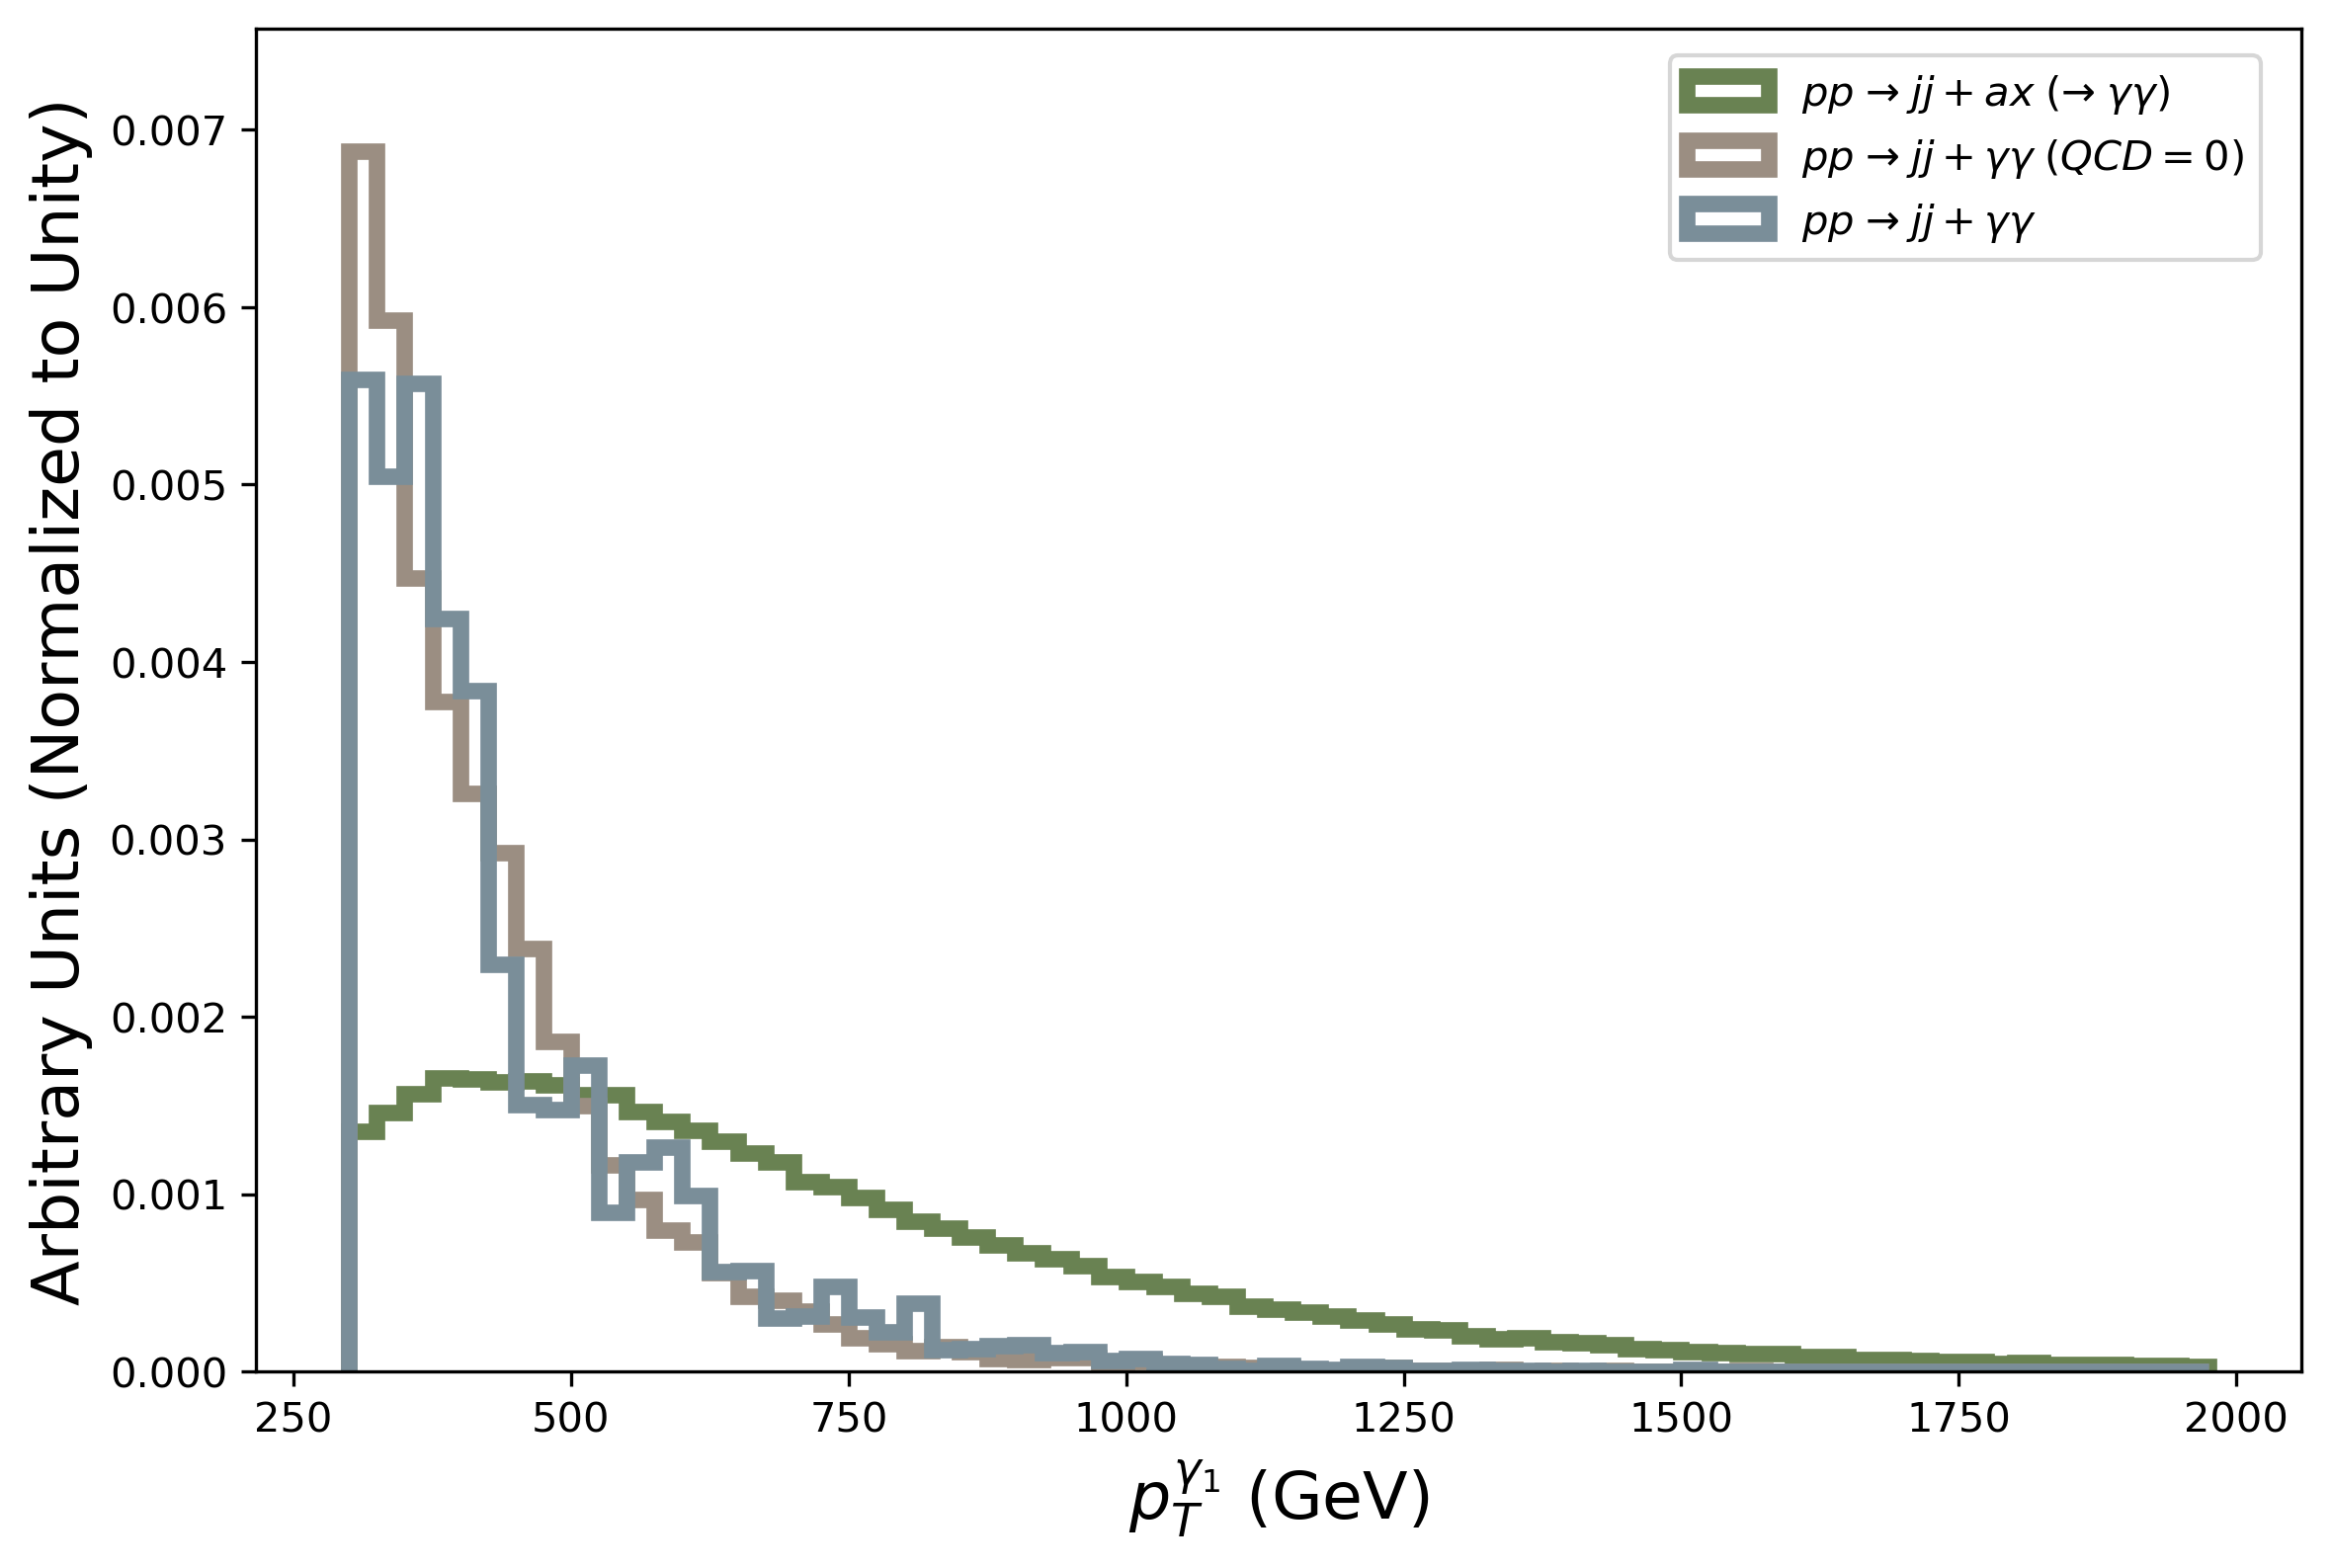 Arbitrary Units (Normalized to Unity)
0.007
0.006
0.005
0.004
0.003
0.002
0.001
0.000
pp → jj + ax (→ γγ)
pp → jj + γγ (QCD = 0)
pp → jj + γγ
250 500 750 1000 1250 1500 1750 2000
p_T^{γ_1} (GeV)